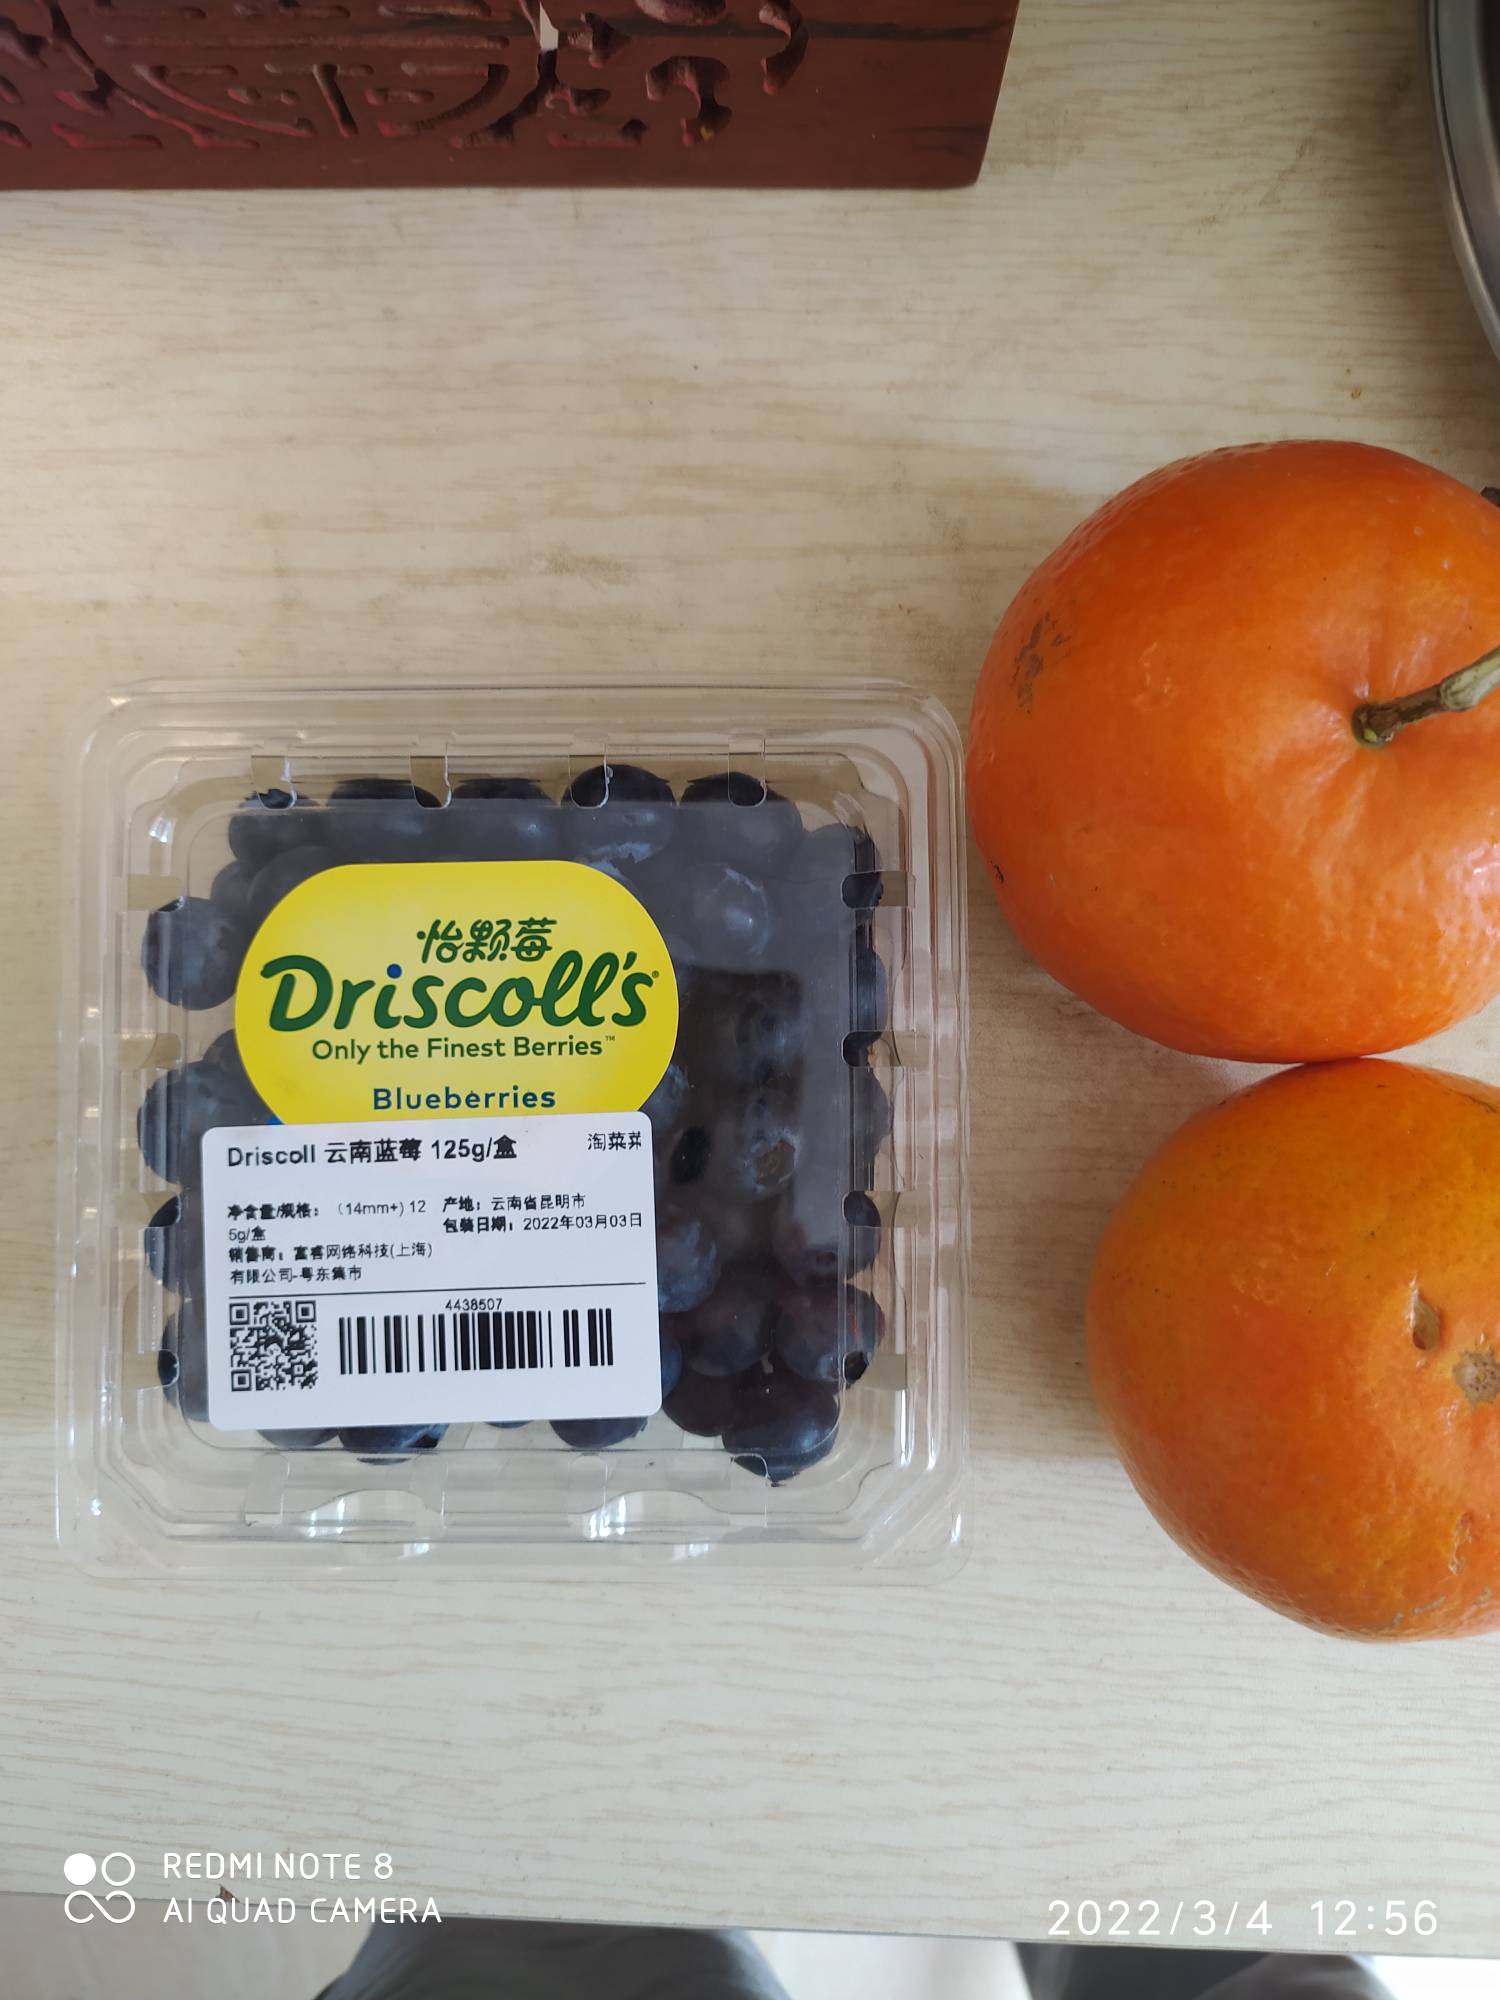 怡颗莓
Driscoll's®
Only the Finest Berries™
Blueberries
Driscoll 云南蓝莓 125g/盒
淘菜菜
净含量/规格：（14mm+) 12
5g/盒
产地：云南省昆明市
包装日期：2022年03月03日
销售商：富睿网络科技(上海)
有限公司-粤东集市
4438507
REDMI NOTE 8
AI QUAD CAMERA
2022/3/4 12:56